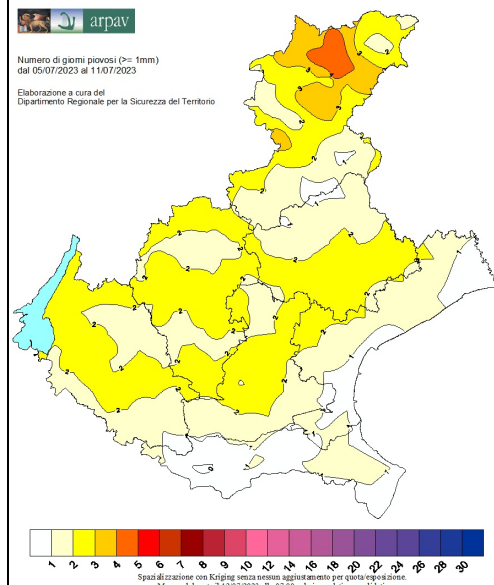 arpav
Numero di giorni piovosi (>= 1mm)
dal 05/07/2023 al 11/07/2023
Elaborazione a cura del
Dipartimento Regionale per la Sicurezza del Territorio
1 2 3 4 5 6 7 8 9 10 12 14 16 18 20 22 24 26 28 30
Spazializzazione con Kriging senza nessun aggiustamento per quota/esposizione.